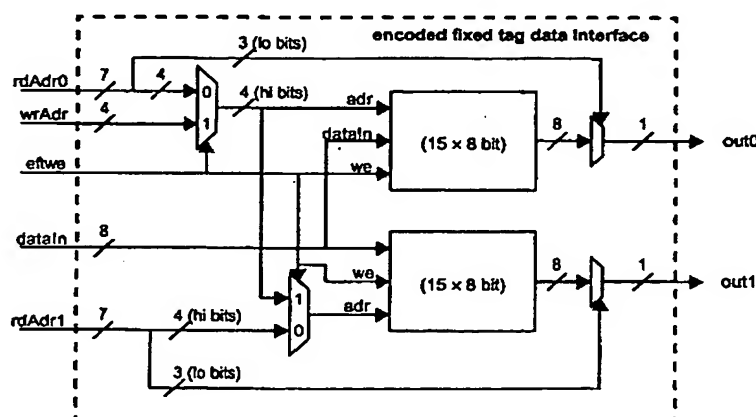 encoded fixed tag data interface
3 (lo bits)
rdAdr0
7
4
0
4 (hi bits)
adr
wrAdr
4
1
dataIn
(15 × 8 bit)
8
1
out0
eftwe
we
dataIn
8
(15 × 8 bit)
8
1
out1
we
1
adr
rdAdr1
7
4 (hi bits)
0
3 (lo bits)